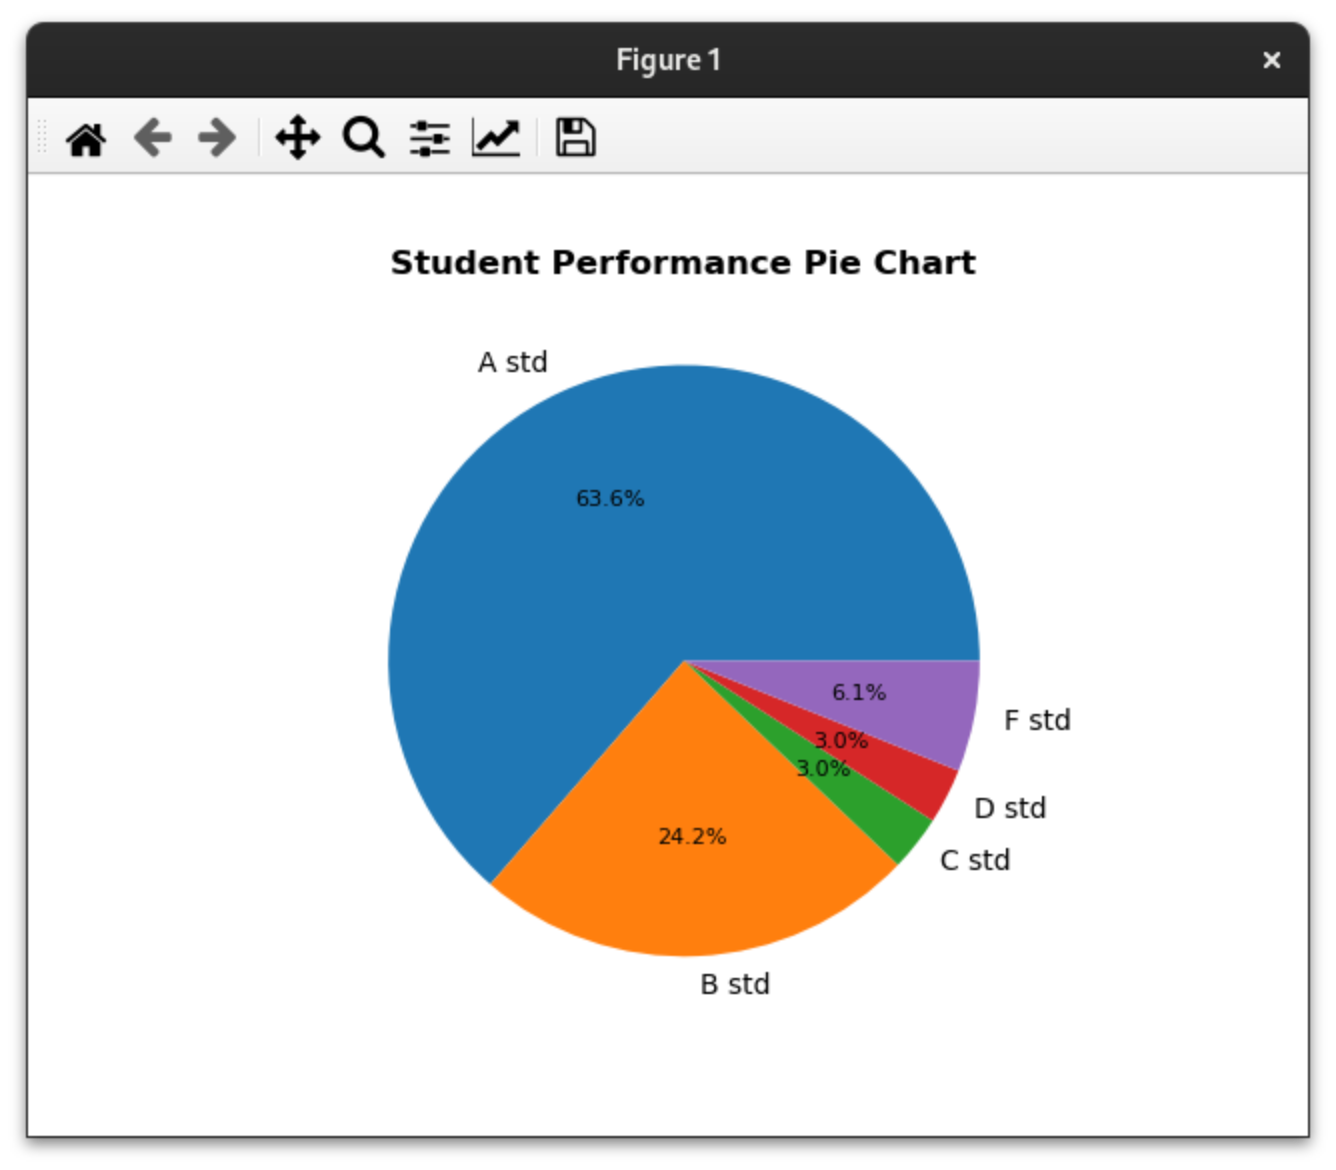 Figure 1
Student Performance Pie Chart
A std
63.6%
6.1%
F std
3.0%
3.0%
D std
24.2%
C std
B std